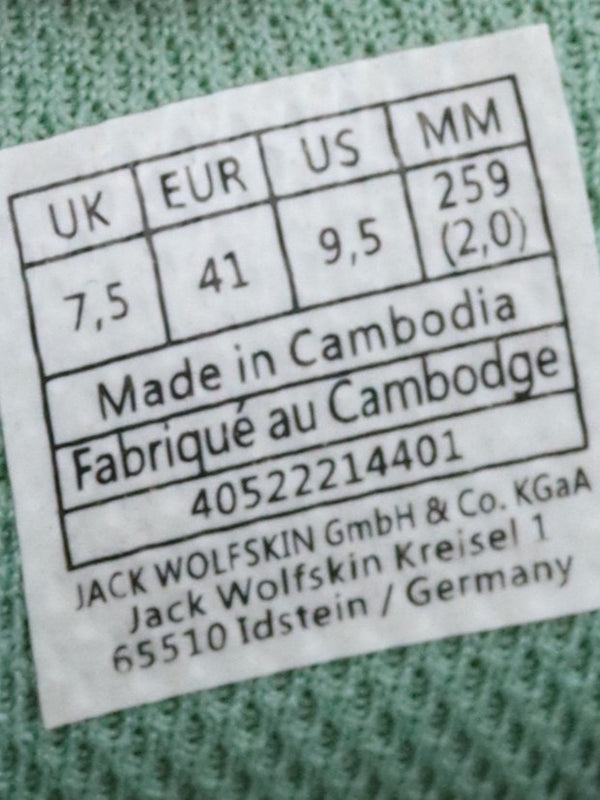 UK EUR US MM
7,5 41 9,5 259 (2,0)
Made in Cambodia
Fabriqué au Cambodge
40522214401
JACK WOLFSKIN GmbH & Co. KGaA
Jack Wolfskin Kreisel 1
65510 Idstein / Germany